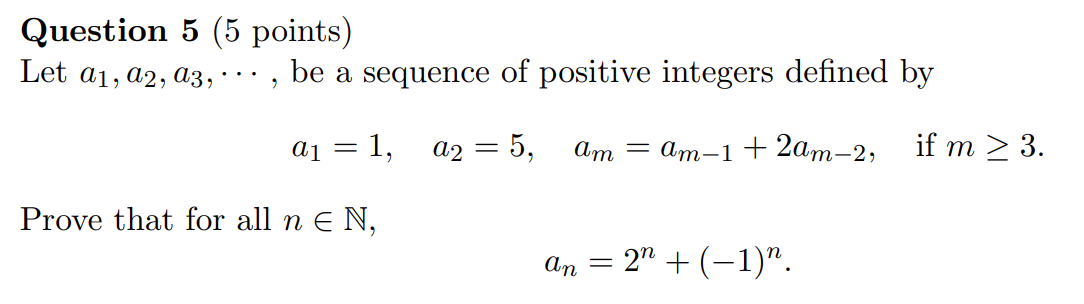 Question 5 (5 points)
Let a₁, a₂, a₃, ⋯ , be a sequence of positive integers defined by
a₁ = 1, a₂ = 5, aₘ = aₘ₋₁ + 2aₘ₋₂, if m ≥ 3.
Prove that for all n ∈ ℕ,
aₙ = 2ⁿ + (−1)ⁿ.